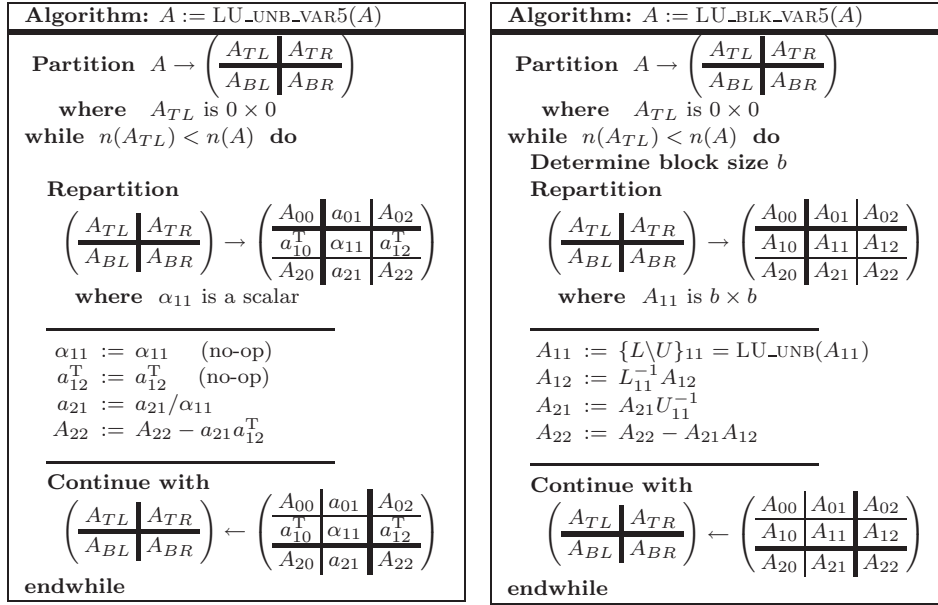 Algorithm: A := LU_UNB_VAR5(A)
Partition A → ( A_TL | A_TR
A_BL | A_BR )
where A_TL is 0 × 0
while n(A_TL) < n(A) do
Repartition
( A_TL | A_TR
A_BL | A_BR ) → ( A_00 | a_01 | A_02
a_10^T | α_11 | a_12^T
A_20 | a_21 | A_22 )
where α_11 is a scalar
α_11 := α_11 (no-op)
a_12^T := a_12^T (no-op)
a_21 := a_21/α_11
A_22 := A_22 − a_21 a_12^T
Continue with
( A_TL | A_TR
A_BL | A_BR ) ← ( A_00 | a_01 | A_02
a_10^T | α_11 | a_12^T
A_20 | a_21 | A_22 )
endwhile
Algorithm: A := LU_BLK_VAR5(A)
Partition A → ( A_TL | A_TR
A_BL | A_BR )
where A_TL is 0 × 0
while n(A_TL) < n(A) do
Determine block size b
Repartition
( A_TL | A_TR
A_BL | A_BR ) → ( A_00 | A_01 | A_02
A_10 | A_11 | A_12
A_20 | A_21 | A_22 )
where A_11 is b × b
A_11 := {L\U}_11 = LU_UNB(A_11)
A_12 := L_11^{-1} A_12
A_21 := A_21 U_11^{-1}
A_22 := A_22 − A_21 A_12
Continue with
( A_TL | A_TR
A_BL | A_BR ) ← ( A_00 | A_01 | A_02
A_10 | A_11 | A_12
A_20 | A_21 | A_22 )
endwhile